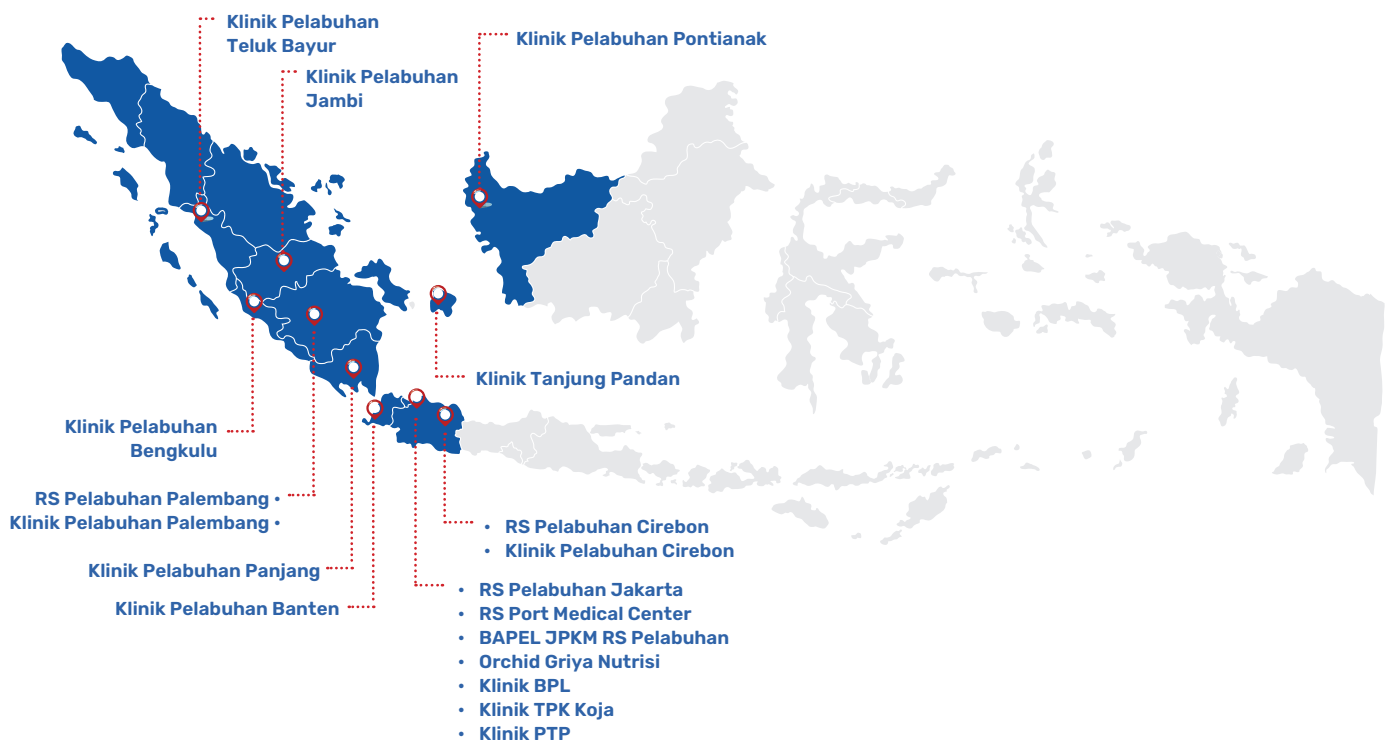 Klinik Pelabuhan
Teluk Bayur
Klinik Pelabuhan
Jambi
Klinik Pelabuhan Pontianak
Klinik Tanjung Pandan
Klinik Pelabuhan
Bengkulu
RS Pelabuhan Palembang •
Klinik Pelabuhan Palembang •
Klinik Pelabuhan Panjang
Klinik Pelabuhan Banten
• RS Pelabuhan Cirebon
• Klinik Pelabuhan Cirebon
• RS Pelabuhan Jakarta
• RS Port Medical Center
• BAPEL JPKM RS Pelabuhan
• Orchid Griya Nutrisi
• Klinik BPL
• Klinik TPK Koja
• Klinik PTP